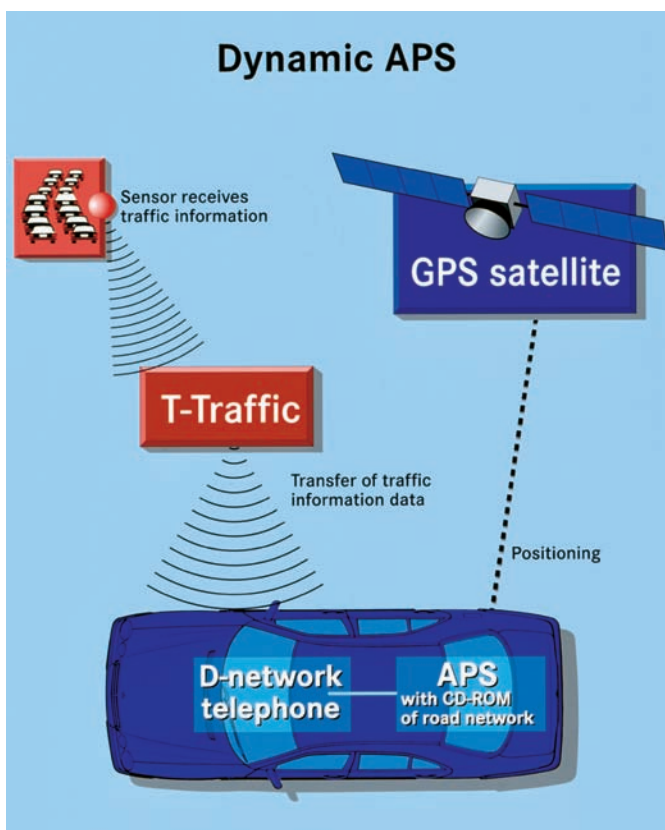 Dynamic APS
Sensor receives
traffic information
GPS satellite
T-Traffic
Transfer of traffic
information data
Positioning
D-network
telephone
APS
with CD-ROM
of road network